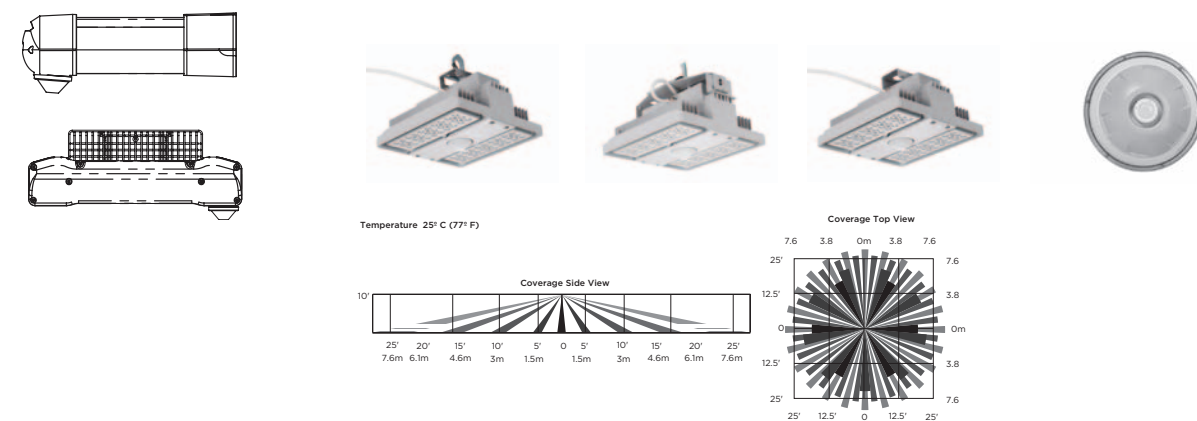 Temperature 25º C (77º F)
Coverage Side View
10'
25' 20' 15' 10' 5' 0 5' 10' 15' 20' 25'
7.6m 6.1m 4.6m 3m 1.5m 1.5m 3m 4.6m 6.1m 7.6m
Coverage Top View
7.6 3.8 0m 3.8 7.6
25' 7.6
12.5' 3.8
0 0m
12.5' 3.8
25' 7.6
25' 12.5' 0 12.5' 25'